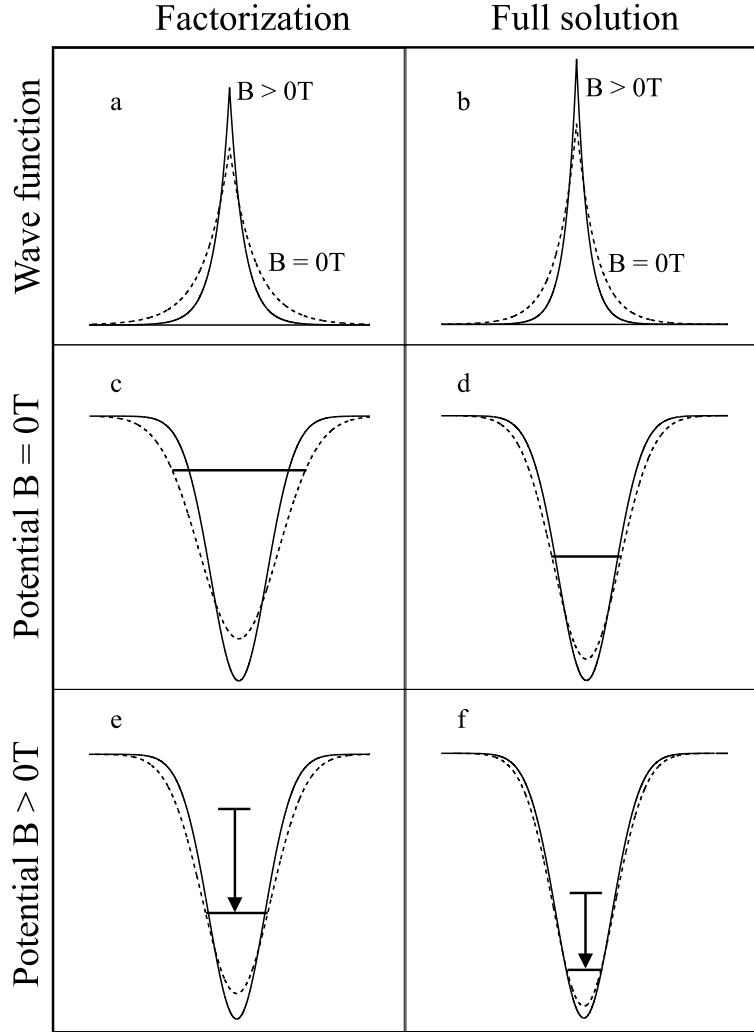 Factorization Full solution
Wave function
a
B > 0T
B = 0T
b
B > 0T
B = 0T
Potential B = 0T
c
d
Potential B > 0T
e
f